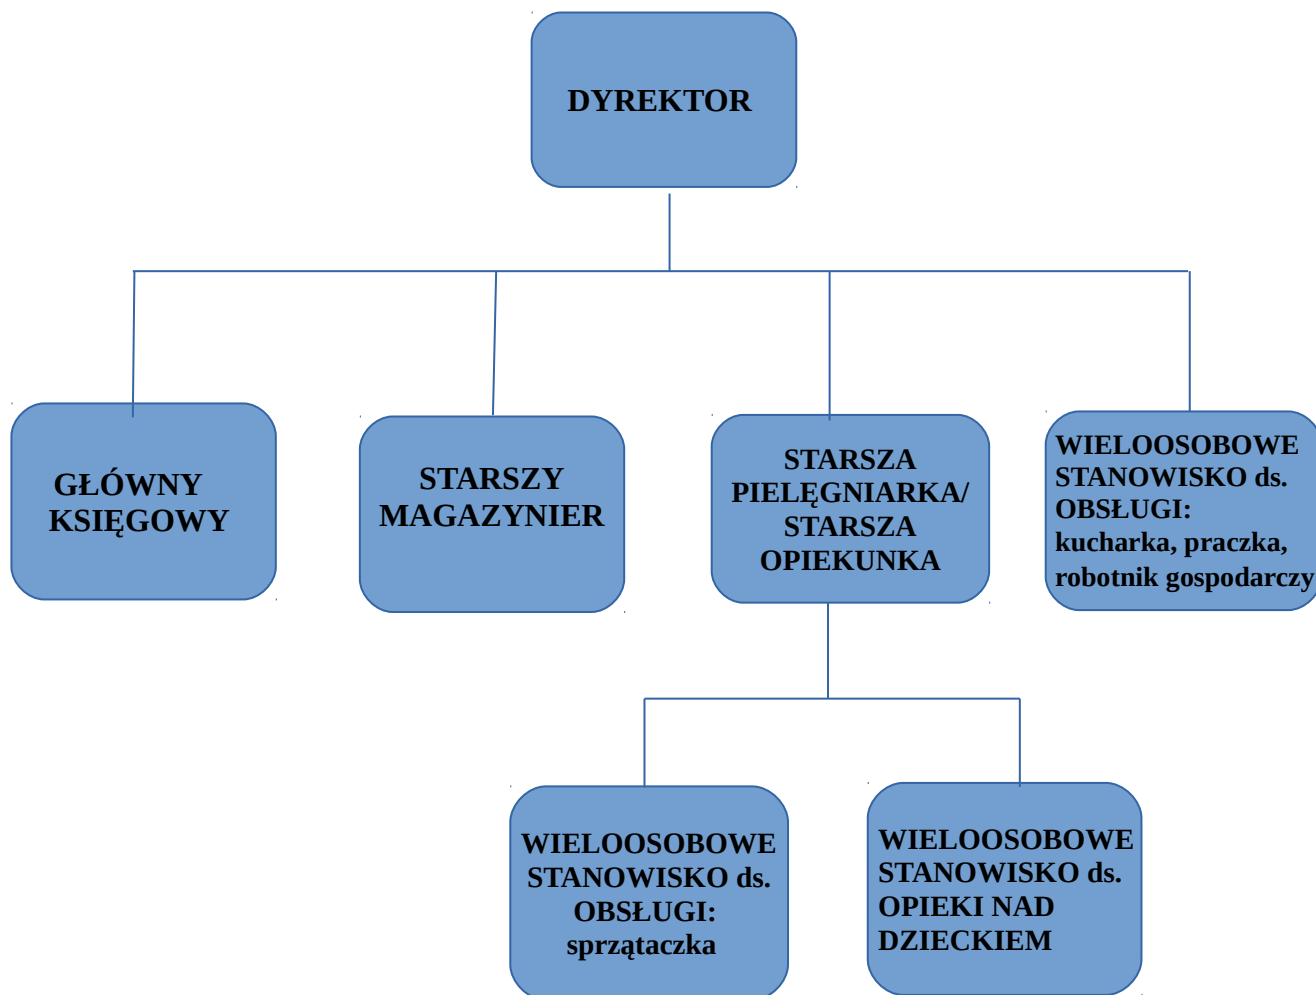 DYREKTOR
GŁÓWNY
KSIĘGOWY
STARSZY
MAGAZYNIER
STARSZA
PIELĘGNIARKA/
STARSZA
OPIEKUNKA
WIELOOSOBOWE
STANOWISKO ds.
OBSŁUGI:
kucharka, praczka,
robotnik gospodarczy
WIELOOSOBOWE
STANOWISKO ds.
OBSŁUGI:
sprzątaczka
WIELOOSOBOWE
STANOWISKO ds.
OPIEKI NAD
DZIECKIEM